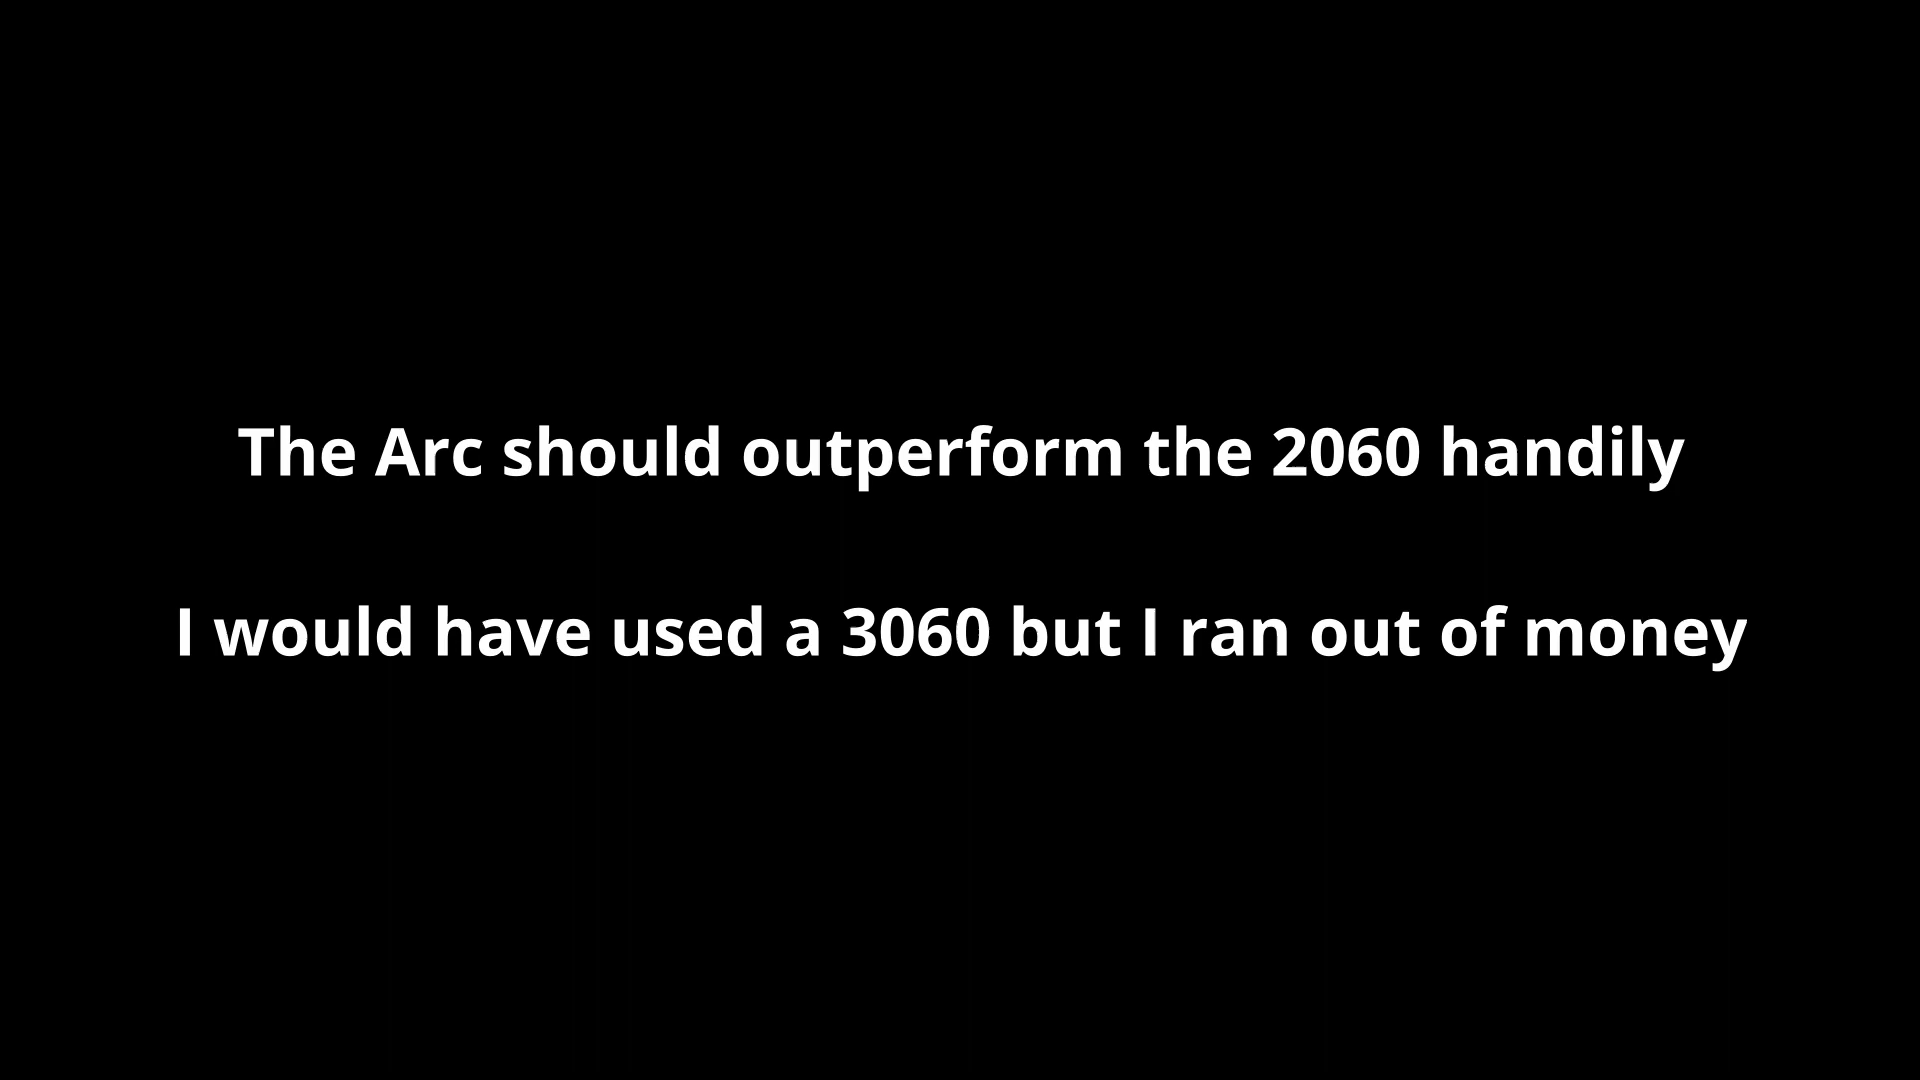 The Arc should outperform the 2060 handily
I would have used a 3060 but I ran out of money